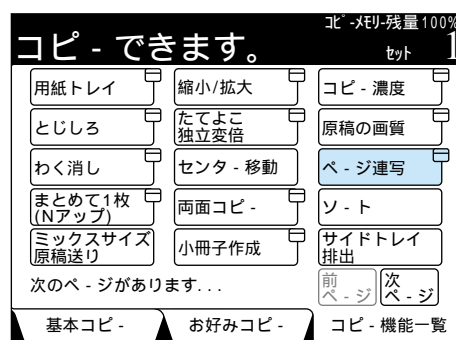 ｺﾋﾟ-ﾒﾓﾘ-残量100%
コピ-できます。
ｾｯﾄ 1
用紙トレイ
縮小/拡大
コピ-濃度
とじしろ
たてよこ
独立変倍
原稿の画質
わく消し
センタ-移動
ペ-ジ連写
まとめて1枚
(Nアップ)
両面コピ-
ソ-ト
ミックスサイズ
原稿送り
小冊子作成
サイドトレイ
排出
次のペ-ジがあります...
前
ペ-ジ
次
ペ-ジ
基本コピ-
お好みコピ-
コピ-機能一覧